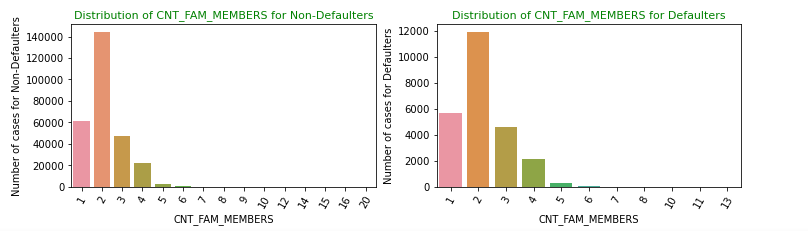 Distribution of CNT_FAM_MEMBERS for Non-Defaulters
Number of cases for Non-Defaulters
140000
120000
100000
80000
60000
40000
20000
0
1 2 3 4 5 6 7 8 9 10 12 14 15 16 20
CNT_FAM_MEMBERS
Distribution of CNT_FAM_MEMBERS for Defaulters
Number of cases for Defaulters
12000
10000
8000
6000
4000
2000
0
1 2 3 4 5 6 7 8 10 11 13
CNT_FAM_MEMBERS